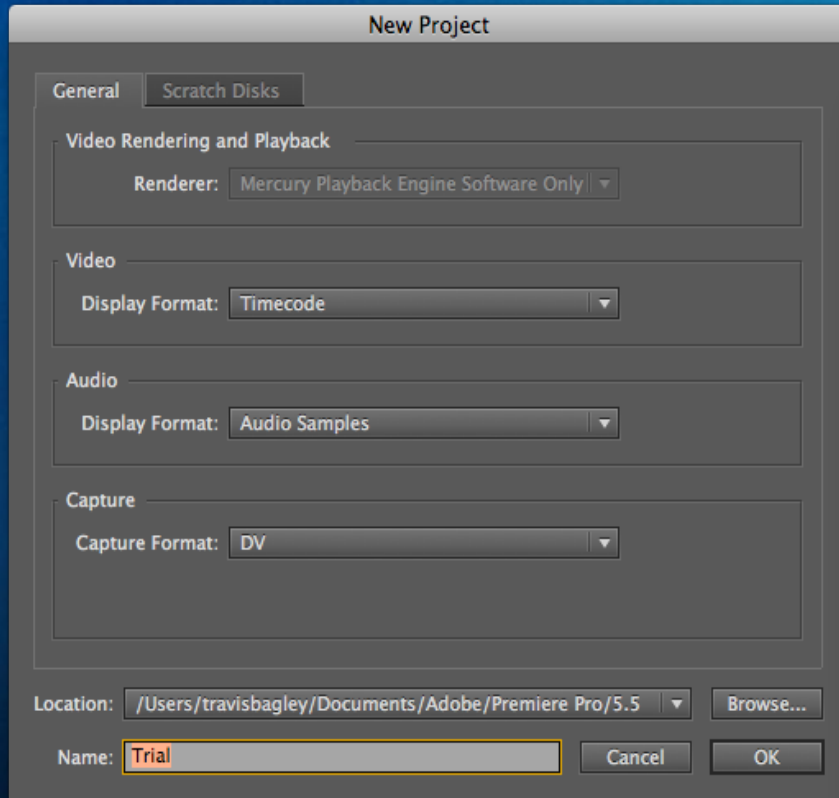 New Project
General Scratch Disks
Video Rendering and Playback
Renderer: Mercury Playback Engine Software Only
Video
Display Format: Timecode
Audio
Display Format: Audio Samples
Capture
Capture Format: DV
Location: /Users/travisbagley/Documents/Adobe/Premiere Pro/5.5 Browse...
Name: Trial Cancel OK